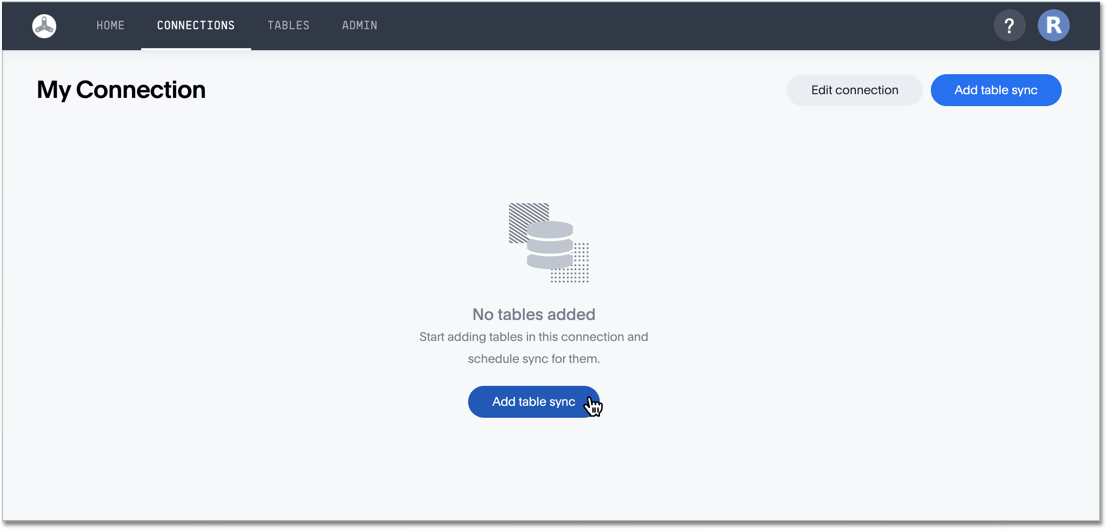 HOME CONNECTIONS TABLES ADMIN ? R
My Connection Edit connection Add table sync
No tables added
Start adding tables in this connection and
schedule sync for them.
Add table sync